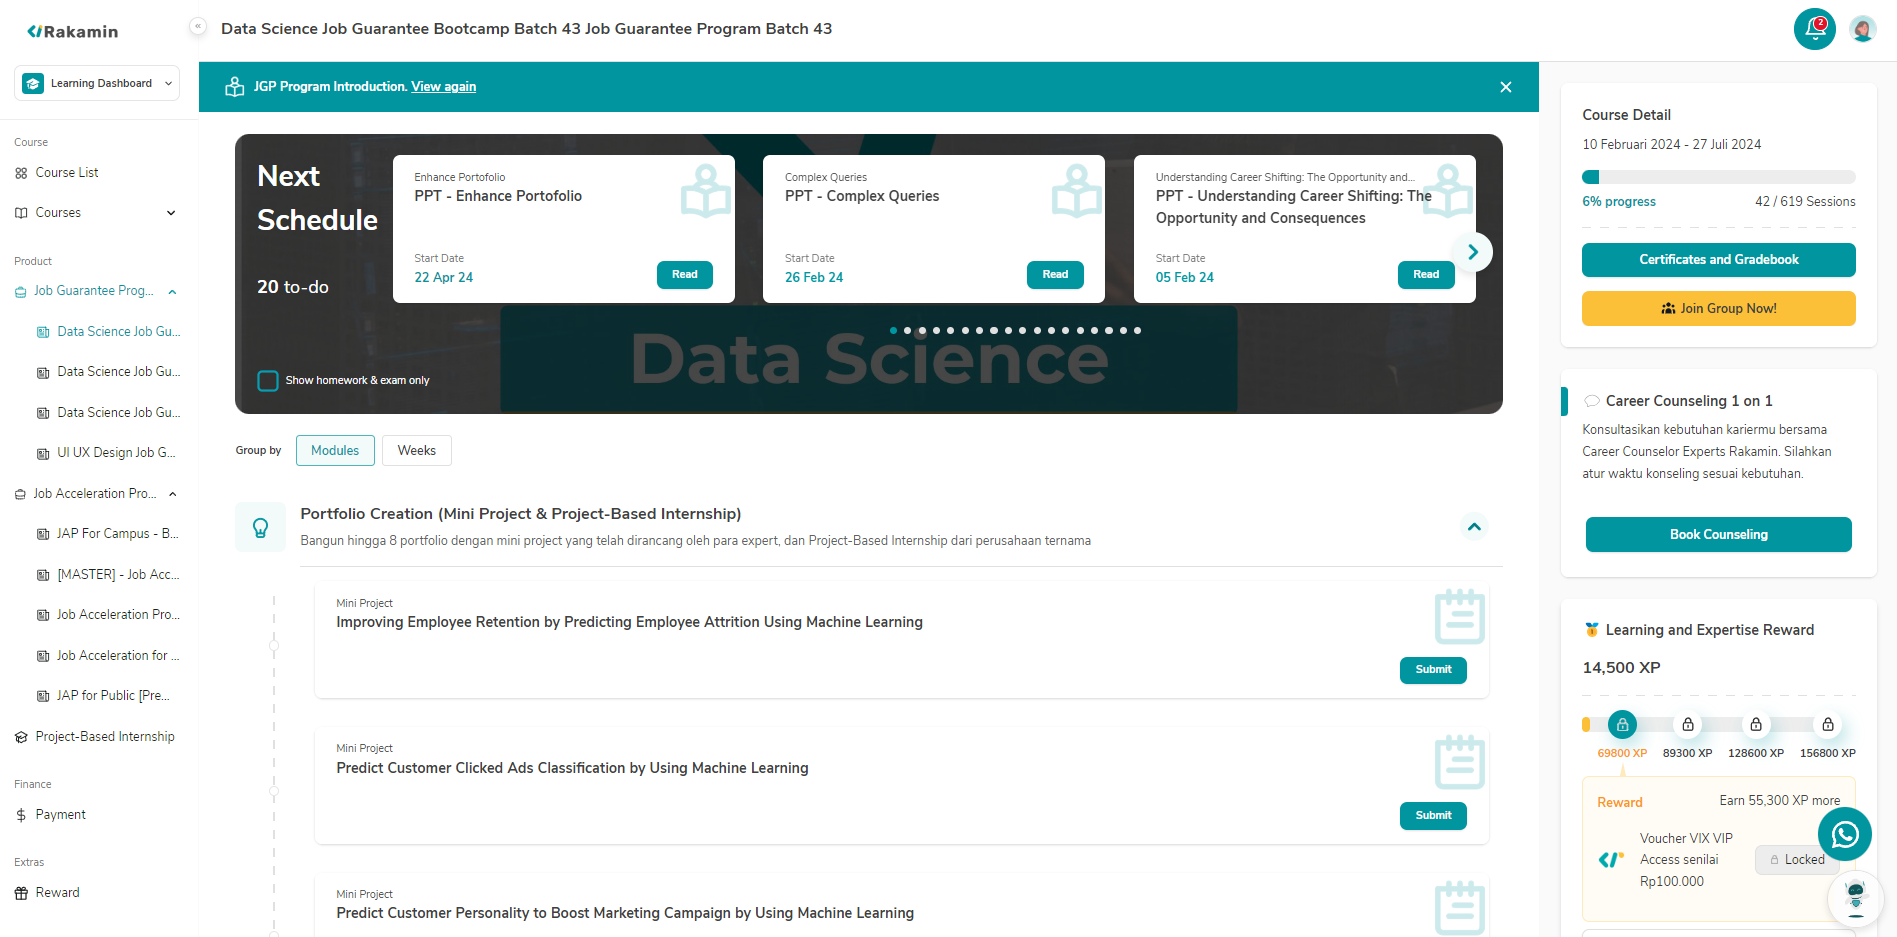 Rakamin
Data Science Job Guarantee Bootcamp Batch 43 Job Guarantee Program Batch 43
2
Learning Dashboard
Course
Course List
Courses
Product
Job Guarantee Prog...
Data Science Job Gu...
Data Science Job Gu...
Data Science Job Gu...
UI UX Design Job G...
Job Acceleration Pro...
JAP For Campus - B...
[MASTER] - Job Acc...
Job Acceleration Pro...
Job Acceleration for ...
JAP for Public [Pre...
Project-Based Internship
Finance
Payment
Extras
Reward
JGP Program Introduction. View again
Next
Schedule
20 to-do
Show homework & exam only
Enhance Portofolio
PPT - Enhance Portofolio
Start Date
22 Apr 24
Read
Complex Queries
PPT - Complex Queries
Start Date
26 Feb 24
Read
Understanding Career Shifting: The Opportunity and...
PPT - Understanding Career Shifting: The
Opportunity and Consequences
Start Date
05 Feb 24
Read
Data Science
Group by
Modules
Weeks
Portfolio Creation (Mini Project & Project-Based Internship)
Bangun hingga 8 portfolio dengan mini project yang telah dirancang oleh para expert, dan Project-Based Internship dari perusahaan ternama
Mini Project
Improving Employee Retention by Predicting Employee Attrition Using Machine Learning
Submit
Mini Project
Predict Customer Clicked Ads Classification by Using Machine Learning
Submit
Mini Project
Predict Customer Personality to Boost Marketing Campaign by Using Machine Learning
Course Detail
10 Februari 2024 - 27 Juli 2024
6% progress
42 / 619 Sessions
Certificates and Gradebook
Join Group Now!
Career Counseling 1 on 1
Konsultasikan kebutuhan kariermu bersama
Career Counselor Experts Rakamin. Silahkan
atur waktu konseling sesuai kebutuhan.
Book Counseling
Learning and Expertise Reward
14,500 XP
69800 XP
89300 XP
128600 XP
156800 XP
Reward
Earn 55,300 XP more
Voucher VIX VIP
Access senilai
Rp100.000
Locked